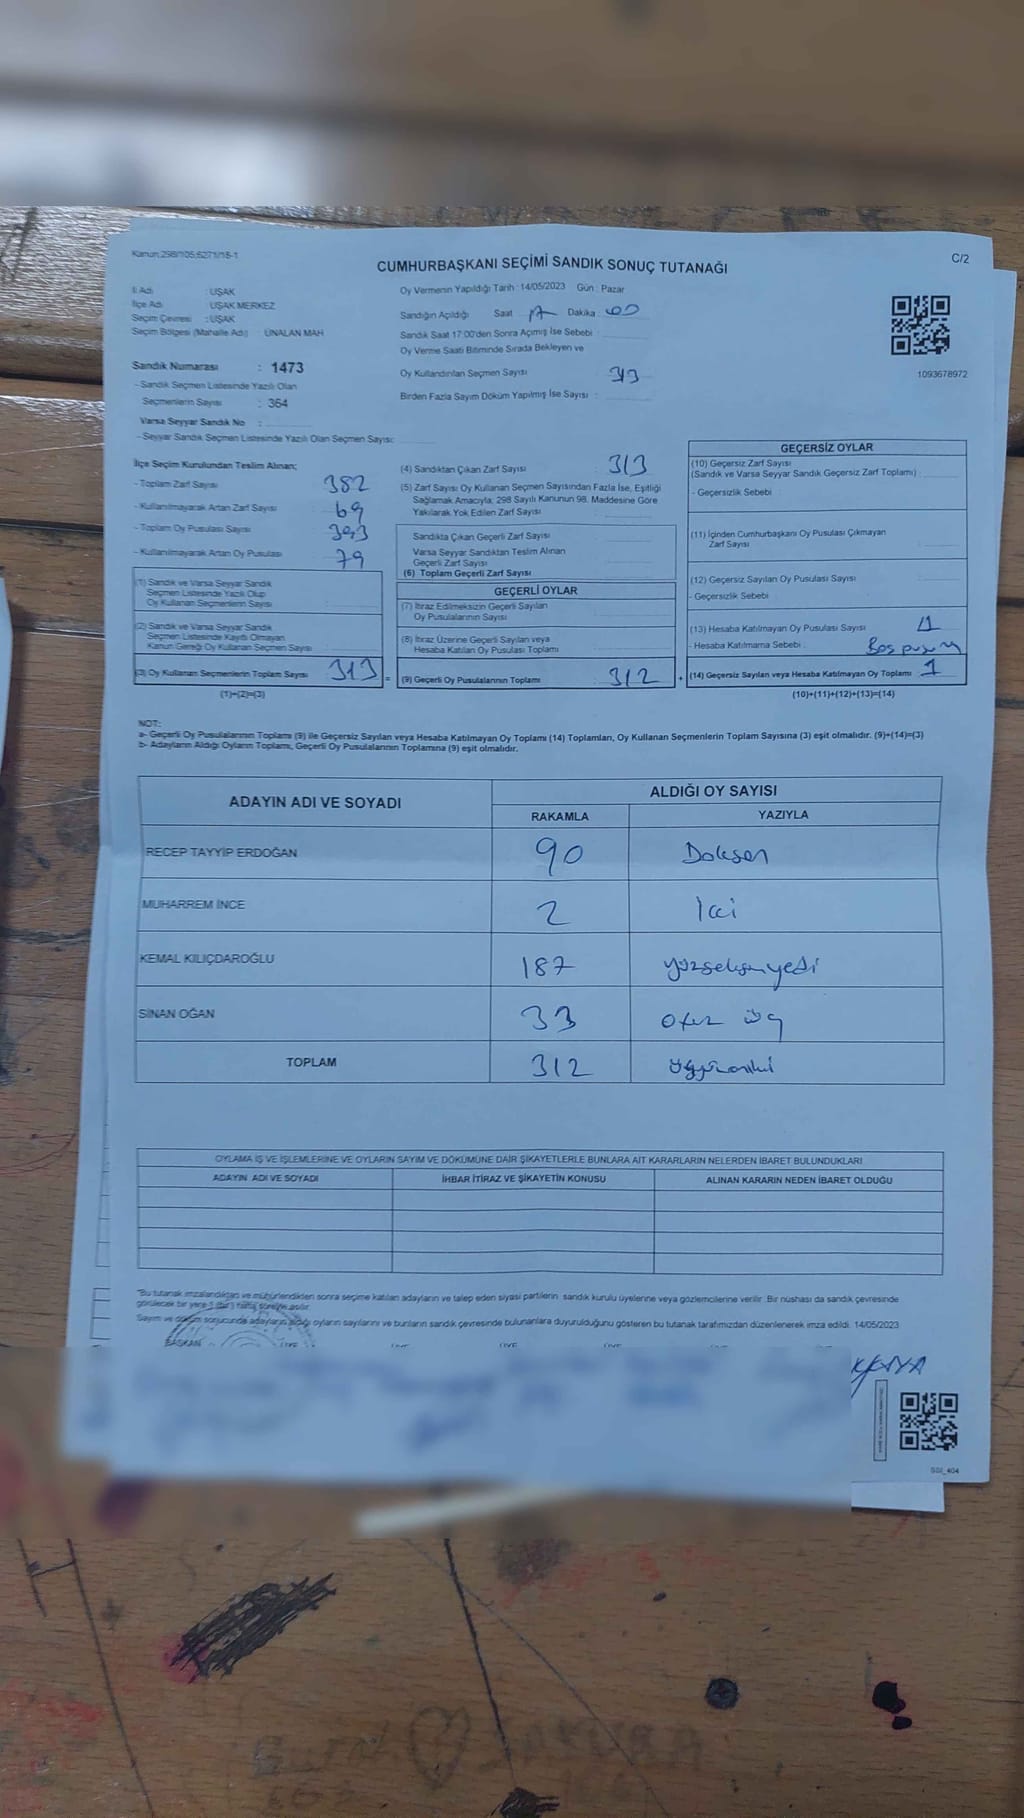 Kanun:298/105;6271/18-1
C/2
CUMHURBAŞKANI SEÇİMİ SANDIK SONUÇ TUTANAĞI
İl Adı : UŞAK
İlçe Adı : UŞAK MERKEZ
Seçim Çevresi : UŞAK
Seçim Bölgesi (Mahalle Adı) : ÜNALAN MAH
Sandık Numarası : 1473
- Sandık Seçmen Listesinde Yazılı Olan
Seçmenlerin Sayısı : 364
Varsa Seyyar Sandık No :
- Seyyar Sandık Seçmen Listesinde Yazılı Olan Seçmen Sayısı:
Oy Vermenin Yapıldığı Tarih : 14/05/2023 Gün : Pazar
Sandığın Açıldığı Saat 17 Dakika : 00
Sandık Saat 17:00'den Sonra Açılmış İse Sebebi :
Oy Verme Saati Bitiminde Sırada Bekleyen ve
Oy Kullandırılan Seçmen Sayısı : 313
Birden Fazla Sayım Döküm Yapılmış İse Sayısı :
1093678972
İlçe Seçim Kurulundan Teslim Alınan;
- Toplam Zarf Sayısı 382
- Kullanılmayarak Artan Zarf Sayısı 69
- Toplam Oy Pusulası Sayısı 393
- Kullanılmayarak Artan Oy Pusulası 79
(1) Sandık ve Varsa Seyyar Sandık
Seçmen Listesinde Yazılı Olup
Oy Kullanan Seçmenlerin Sayısı :
(2) Sandık ve Varsa Seyyar Sandık
Seçmen Listesinde Kayıtlı Olmayan
Kanun Gereği Oy Kullanan Seçmen Sayısı :
(3) Oy Kullanan Seçmenlerin Toplam Sayısı : 313
(1)+(2)=(3)
(4) Sandıktan Çıkan Zarf Sayısı : 313
(5) Zarf Sayısı Oy Kullanan Seçmen Sayısından Fazla İse, Eşitliği
Sağlamak Amacıyla; 298 Sayılı Kanunun 98. Maddesine Göre
Yakılarak Yok Edilen Zarf Sayısı :
Sandıkta Çıkan Geçerli Zarf Sayısı :
Varsa Seyyar Sandıktan Teslim Alınan
Geçerli Zarf Sayısı :
(6) Toplam Geçerli Zarf Sayısı :
GEÇERLİ OYLAR
(7) İtiraz Edilmeksizin Geçerli Sayılan
Oy Pusulalarının Sayısı :
(8) İtiraz Üzerine Geçerli Sayılan veya
Hesaba Katılan Oy Pusulası Toplamı :
= (9) Geçerli Oy Pusulalarının Toplamı : 312
GEÇERSİZ OYLAR
(10) Geçersiz Zarf Sayısı
(Sandık ve Varsa Seyyar Sandık Geçersiz Zarf Toplamı) :
- Geçersizlik Sebebi :
(11) İçinden Cumhurbaşkanı Oy Pusulası Çıkmayan
Zarf Sayısı :
(12) Geçersiz Sayılan Oy Pusulası Sayısı :
- Geçersizlik Sebebi :
(13) Hesaba Katılmayan Oy Pusulası Sayısı : 1
- Hesaba Katılmama Sebebi : Boş
+ (14) Geçersiz Sayılan veya Hesaba Katılmayan Oy Toplamı : 1
(10)+(11)+(12)+(13)=(14)
NOT:
a- Geçerli Oy Pusulalarının Toplamı (9) ile Geçersiz Sayılan veya Hesaba Katılmayan Oy Toplamı (14) Toplamları, Oy Kullanan Seçmenlerin Toplam Sayısına (3) eşit olmalıdır. (9)+(14)=(3)
b- Adayların Aldığı Oyların Toplamı, Geçerli Oy Pusulalarının Toplamına (9) eşit olmalıdır.
ADAYIN ADI VE SOYADI
ALDIĞI OY SAYISI
RAKAMLA YAZIYLA
RECEP TAYYİP ERDOĞAN 90 Doksan
MUHARREM İNCE 2 İki
KEMAL KILIÇDAROĞLU 187 yüzseksenyedi
SİNAN OĞAN 33 Otuz üç
TOPLAM 312 üçyüzoniki
OYLAMA İŞ VE İŞLEMLERİNE VE OYLARIN SAYIM VE DÖKÜMÜNE DAİR ŞİKAYETLERLE BUNLARA AİT KARARLARIN NELERDEN İBARET BULUNDUKLARI
ADAYIN ADI VE SOYADI İHBAR İTİRAZ VE ŞİKAYETİN KONUSU ALINAN KARARIN NEDEN İBARET OLDUĞU
"Bu tutanak imzalandıktan ve mühürlendikten sonra seçime katılan adayların ve talep eden siyasi partilerin sandık kurulu üyelerine veya gözlemcilerine verilir. Bir nüshası da sandık çevresinde
görülecek bir yere 1 (bir) hafta süreyle asılır.
Sayım ve döküm sonucunda adayların aldığı oyların sayılarını ve bunların sandık çevresinde bulunanlara duyurulduğunu gösteren bu tutanak tarafımızdan düzenlenerek imza edildi. 14/05/2023
BAŞKAN ÜYE ÜYE ÜYE ÜYE
KAYA
SSI_404